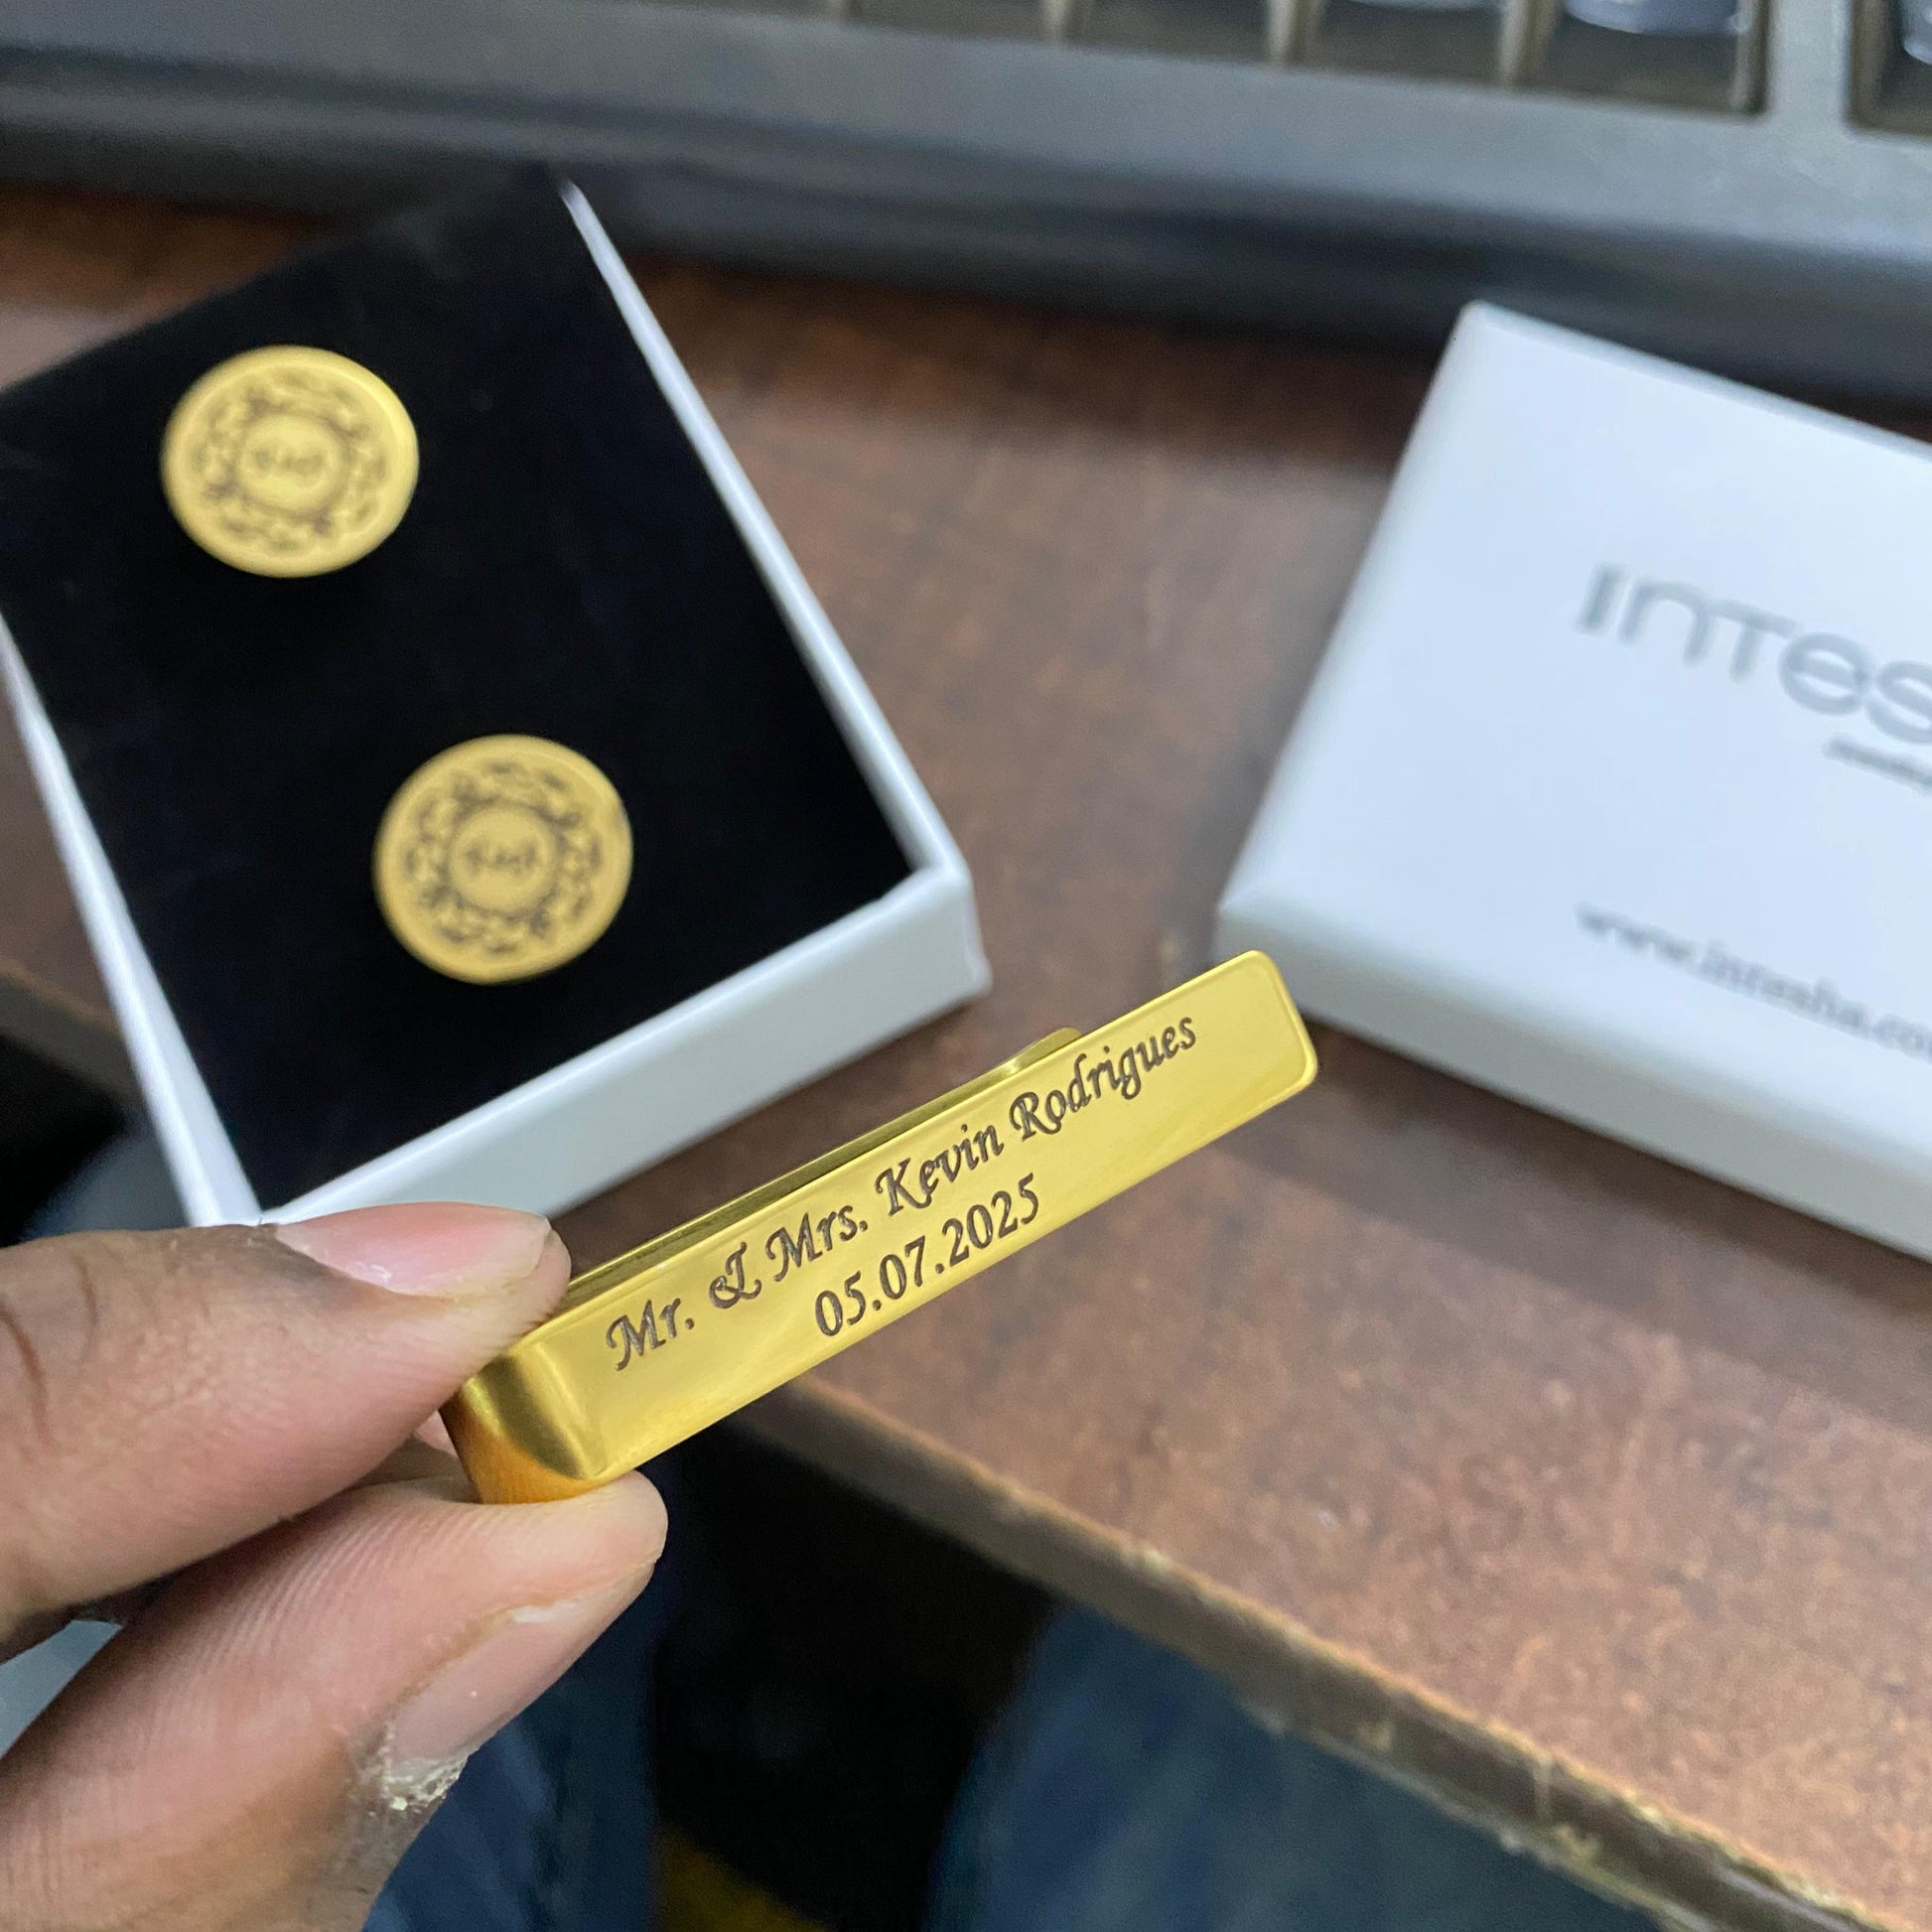 Mr. & Mrs. Kevin Rodrigues
05.07.2025
INTES
www.intesha.co